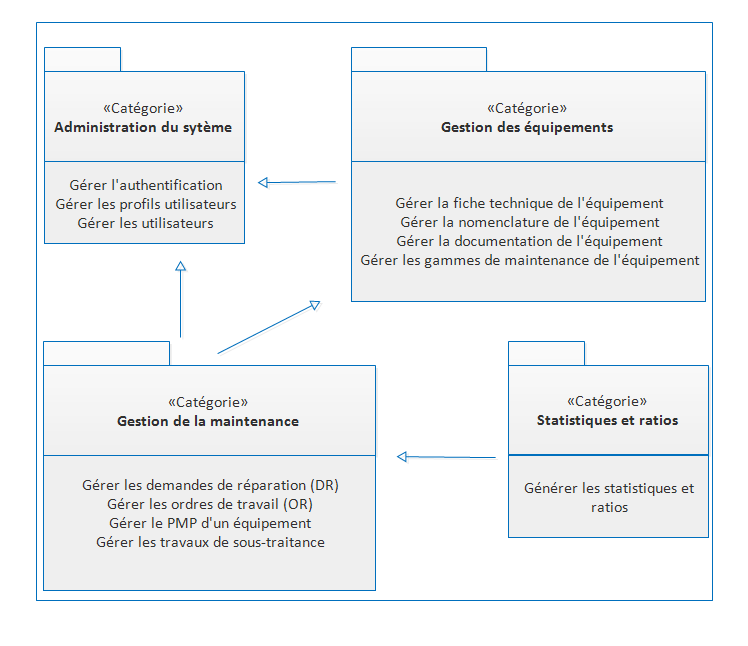 «Catégorie»
Administration du sytème
Gérer l'authentification
Gérer les profils utilisateurs
Gérer les utilisateurs
«Catégorie»
Gestion des équipements
Gérer la fiche technique de l'équipement
Gérer la nomenclature de l'équipement
Gérer la documentation de l'équipement
Gérer les gammes de maintenance de l'équipement
«Catégorie»
Gestion de la maintenance
Gérer les demandes de réparation (DR)
Gérer les ordres de travail (OR)
Gérer le PMP d'un équipement
Gérer les travaux de sous-traitance
«Catégorie»
Statistiques et ratios
Générer les statistiques et
ratios